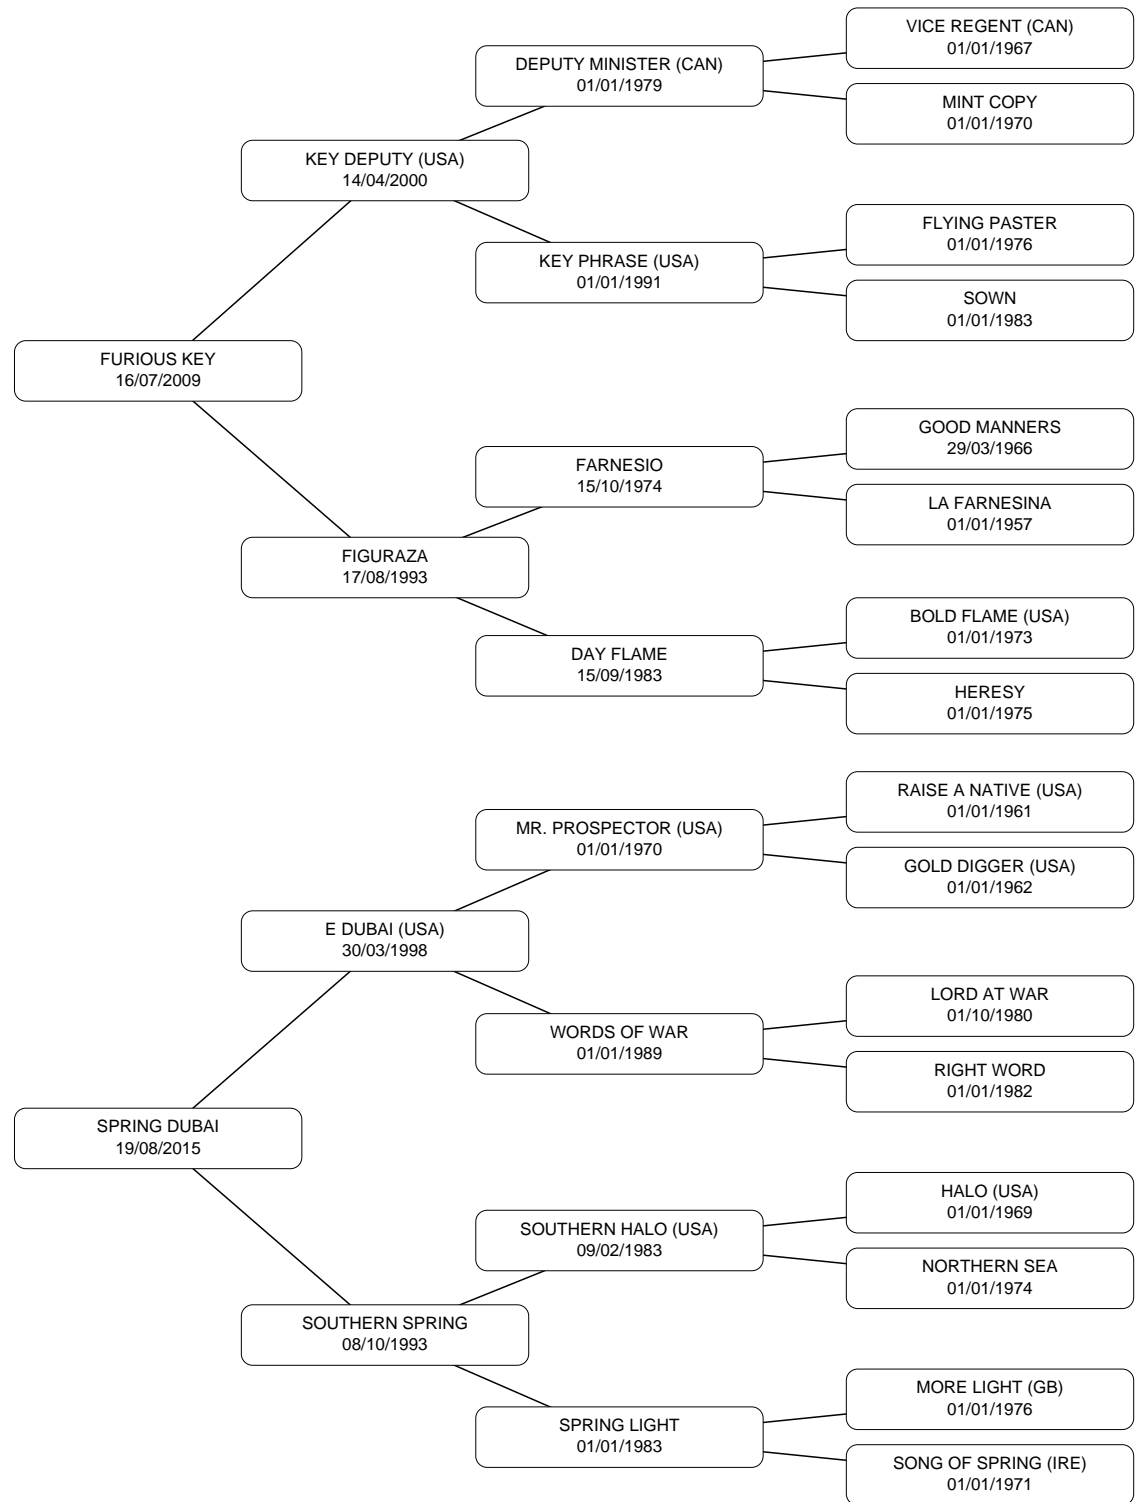 VICE REGENT (CAN)
01/01/1967
DEPUTY MINISTER (CAN)
01/01/1979
MINT COPY
01/01/1970
KEY DEPUTY (USA)
14/04/2000
FLYING PASTER
01/01/1976
KEY PHRASE (USA)
01/01/1991
SOWN
01/01/1983
FURIOUS KEY
16/07/2009
GOOD MANNERS
29/03/1966
FARNESIO
15/10/1974
LA FARNESINA
01/01/1957
FIGURAZA
17/08/1993
BOLD FLAME (USA)
01/01/1973
DAY FLAME
15/09/1983
HERESY
01/01/1975
RAISE A NATIVE (USA)
01/01/1961
MR. PROSPECTOR (USA)
01/01/1970
GOLD DIGGER (USA)
01/01/1962
E DUBAI (USA)
30/03/1998
LORD AT WAR
01/10/1980
WORDS OF WAR
01/01/1989
RIGHT WORD
01/01/1982
SPRING DUBAI
19/08/2015
HALO (USA)
01/01/1969
SOUTHERN HALO (USA)
09/02/1983
NORTHERN SEA
01/01/1974
SOUTHERN SPRING
08/10/1993
MORE LIGHT (GB)
01/01/1976
SPRING LIGHT
01/01/1983
SONG OF SPRING (IRE)
01/01/1971